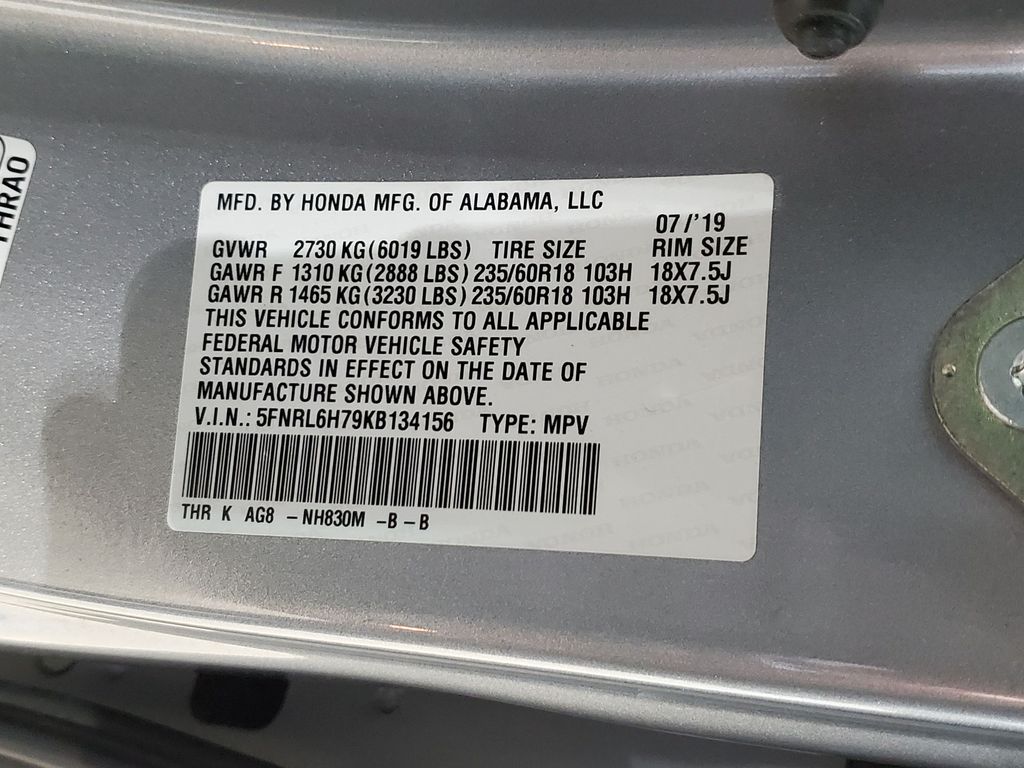 THRAO
MFD. BY HONDA MFG. OF ALABAMA, LLC
07/'19
GVWR 2730 KG(6019 LBS) TIRE SIZE RIM SIZE
GAWR F 1310 KG(2888 LBS) 235/60R18 103H 18X7.5J
GAWR R 1465 KG(3230 LBS) 235/60R18 103H 18X7.5J
THIS VEHICLE CONFORMS TO ALL APPLICABLE
FEDERAL MOTOR VEHICLE SAFETY
STANDARDS IN EFFECT ON THE DATE OF
MANUFACTURE SHOWN ABOVE.
V.I.N.: 5FNRL6H79KB134156 TYPE: MPV
THR K AG8 -NH830M -B-B